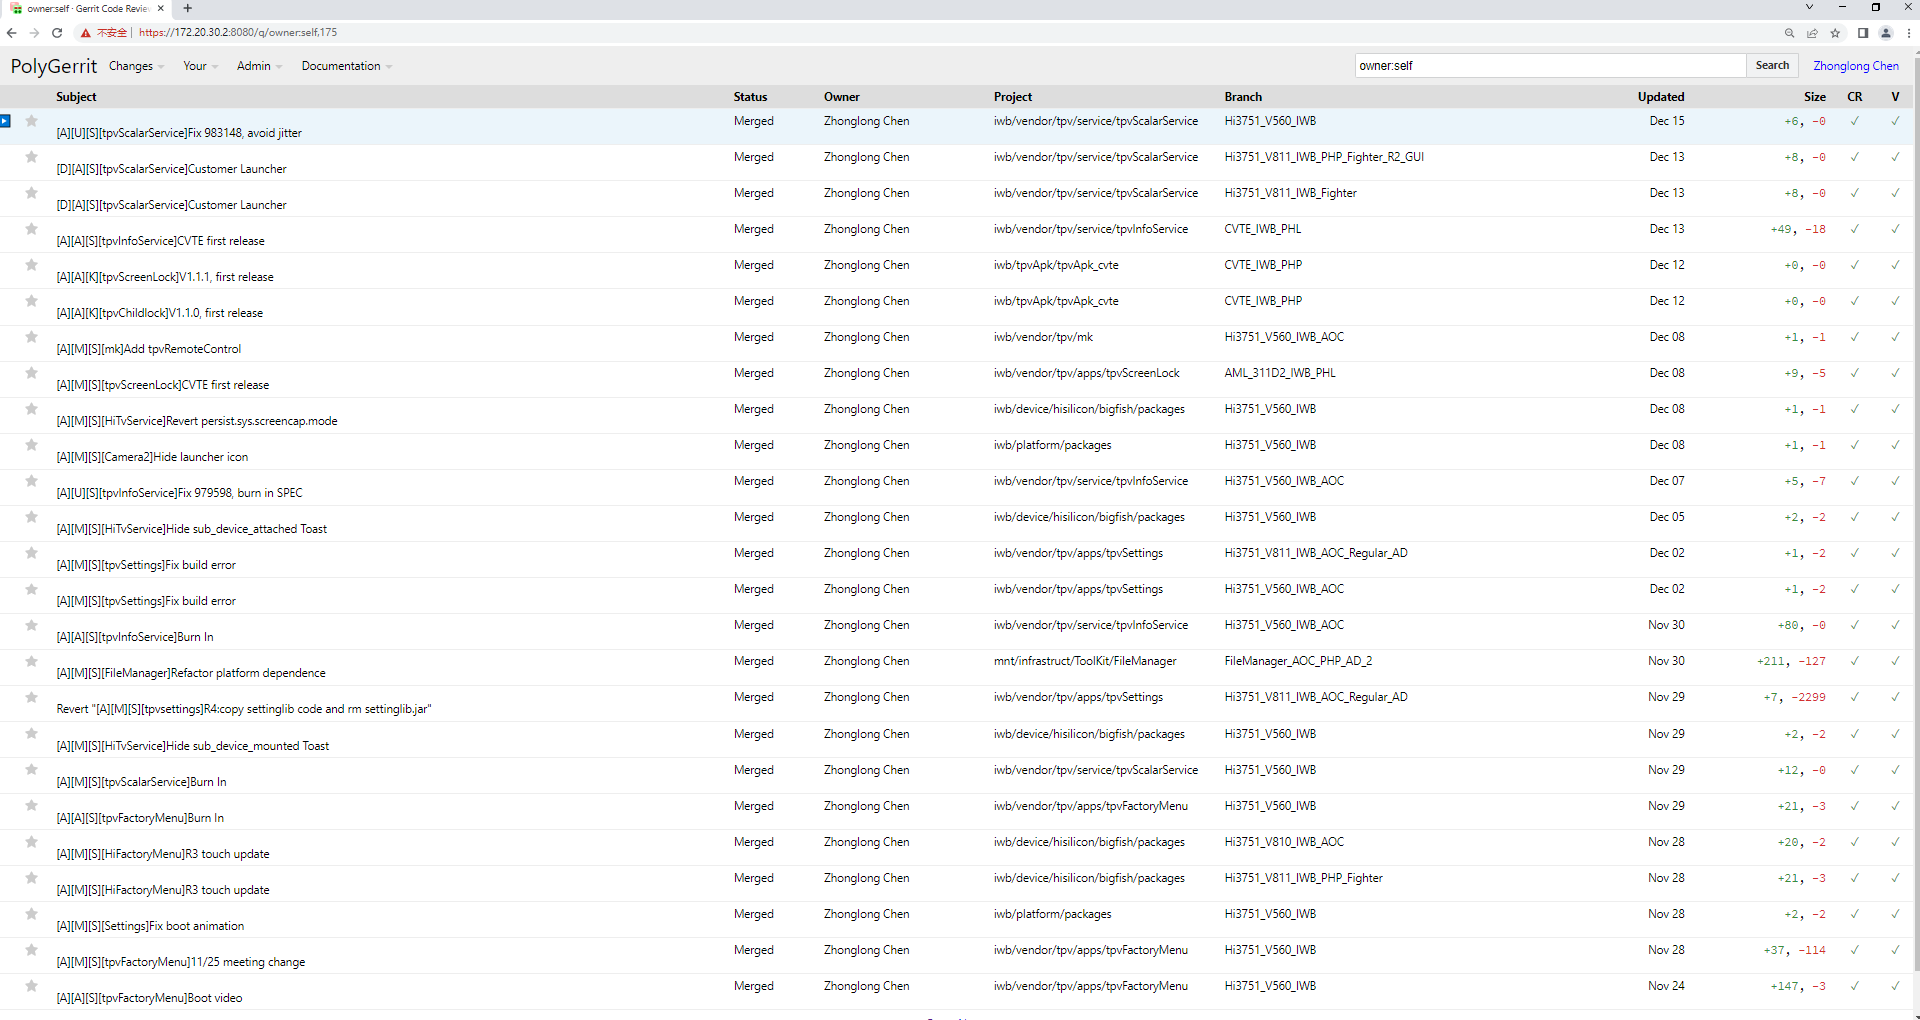 owner:self · Gerrit Code Revie
不安全 | https://172.20.30.2:8080/q/owner:self,175
PolyGerrit Changes Your Admin Documentation owner:self Search Zhonglong Chen
Subject Status Owner Project Branch Updated Size CR V
[A][U][S][tpvScalarService]Fix 983148, avoid jitter Merged Zhonglong Chen iwb/vendor/tpv/service/tpvScalarService Hi3751_V560_IWB Dec 15 +6, -0 ✓ ✓
[D][A][S][tpvScalarService]Customer Launcher Merged Zhonglong Chen iwb/vendor/tpv/service/tpvScalarService Hi3751_V811_IWB_PHP_Fighter_R2_GUI Dec 13 +8, -0 ✓ ✓
[D][A][S][tpvScalarService]Customer Launcher Merged Zhonglong Chen iwb/vendor/tpv/service/tpvScalarService Hi3751_V811_IWB_Fighter Dec 13 +8, -0 ✓ ✓
[A][A][S][tpvInfoService]CVTE first release Merged Zhonglong Chen iwb/vendor/tpv/service/tpvInfoService CVTE_IWB_PHL Dec 13 +49, -18 ✓ ✓
[A][A][K][tpvScreenLock]V1.1.1, first release Merged Zhonglong Chen iwb/tpvApk/tpvApk_cvte CVTE_IWB_PHP Dec 12 +0, -0 ✓ ✓
[A][A][K][tpvChildlock]V1.1.0, first release Merged Zhonglong Chen iwb/tpvApk/tpvApk_cvte CVTE_IWB_PHP Dec 12 +0, -0 ✓ ✓
[A][M][S][mk]Add tpvRemoteControl Merged Zhonglong Chen iwb/vendor/tpv/mk Hi3751_V560_IWB_AOC Dec 08 +1, -1 ✓ ✓
[A][M][S][tpvScreenLock]CVTE first release Merged Zhonglong Chen iwb/vendor/tpv/apps/tpvScreenLock AML_311D2_IWB_PHL Dec 08 +9, -5 ✓ ✓
[A][M][S][HiTvService]Revert persist.sys.screencap.mode Merged Zhonglong Chen iwb/device/hisilicon/bigfish/packages Hi3751_V560_IWB Dec 08 +1, -1 ✓ ✓
[A][M][S][Camera2]Hide launcher icon Merged Zhonglong Chen iwb/platform/packages Hi3751_V560_IWB Dec 08 +1, -1 ✓ ✓
[A][U][S][tpvInfoService]Fix 979598, burn in SPEC Merged Zhonglong Chen iwb/vendor/tpv/service/tpvInfoService Hi3751_V560_IWB_AOC Dec 07 +5, -7 ✓ ✓
[A][M][S][HiTvService]Hide sub_device_attached Toast Merged Zhonglong Chen iwb/device/hisilicon/bigfish/packages Hi3751_V560_IWB Dec 05 +2, -2 ✓ ✓
[A][M][S][tpvSettings]Fix build error Merged Zhonglong Chen iwb/vendor/tpv/apps/tpvSettings Hi3751_V811_IWB_AOC_Regular_AD Dec 02 +1, -2 ✓ ✓
[A][M][S][tpvSettings]Fix build error Merged Zhonglong Chen iwb/vendor/tpv/apps/tpvSettings Hi3751_V560_IWB_AOC Dec 02 +1, -2 ✓ ✓
[A][A][S][tpvInfoService]Burn In Merged Zhonglong Chen iwb/vendor/tpv/service/tpvInfoService Hi3751_V560_IWB_AOC Nov 30 +80, -0 ✓ ✓
[A][M][S][FileManager]Refactor platform dependence Merged Zhonglong Chen mnt/infrastruct/ToolKit/FileManager FileManager_AOC_PHP_AD_2 Nov 30 +211, -127 ✓ ✓
Revert "[A][M][S][tpvsettings]R4:copy settinglib code and rm settinglib.jar" Merged Zhonglong Chen iwb/vendor/tpv/apps/tpvSettings Hi3751_V811_IWB_AOC_Regular_AD Nov 29 +7, -2299 ✓ ✓
[A][M][S][HiTvService]Hide sub_device_mounted Toast Merged Zhonglong Chen iwb/device/hisilicon/bigfish/packages Hi3751_V560_IWB Nov 29 +2, -2 ✓ ✓
[A][M][S][tpvScalarService]Burn In Merged Zhonglong Chen iwb/vendor/tpv/service/tpvScalarService Hi3751_V560_IWB Nov 29 +12, -0 ✓ ✓
[A][A][S][tpvFactoryMenu]Burn In Merged Zhonglong Chen iwb/vendor/tpv/apps/tpvFactoryMenu Hi3751_V560_IWB Nov 29 +21, -3 ✓ ✓
[A][M][S][HiFactoryMenu]R3 touch update Merged Zhonglong Chen iwb/device/hisilicon/bigfish/packages Hi3751_V810_IWB_AOC Nov 28 +20, -2 ✓ ✓
[A][M][S][HiFactoryMenu]R3 touch update Merged Zhonglong Chen iwb/device/hisilicon/bigfish/packages Hi3751_V811_IWB_PHP_Fighter Nov 28 +21, -3 ✓ ✓
[A][M][S][Settings]Fix boot animation Merged Zhonglong Chen iwb/platform/packages Hi3751_V560_IWB Nov 28 +2, -2 ✓ ✓
[A][M][S][tpvFactoryMenu]11/25 meeting change Merged Zhonglong Chen iwb/vendor/tpv/apps/tpvFactoryMenu Hi3751_V560_IWB Nov 28 +37, -114 ✓ ✓
[A][A][S][tpvFactoryMenu]Boot video Merged Zhonglong Chen iwb/vendor/tpv/apps/tpvFactoryMenu Hi3751_V560_IWB Nov 24 +147, -3 ✓ ✓